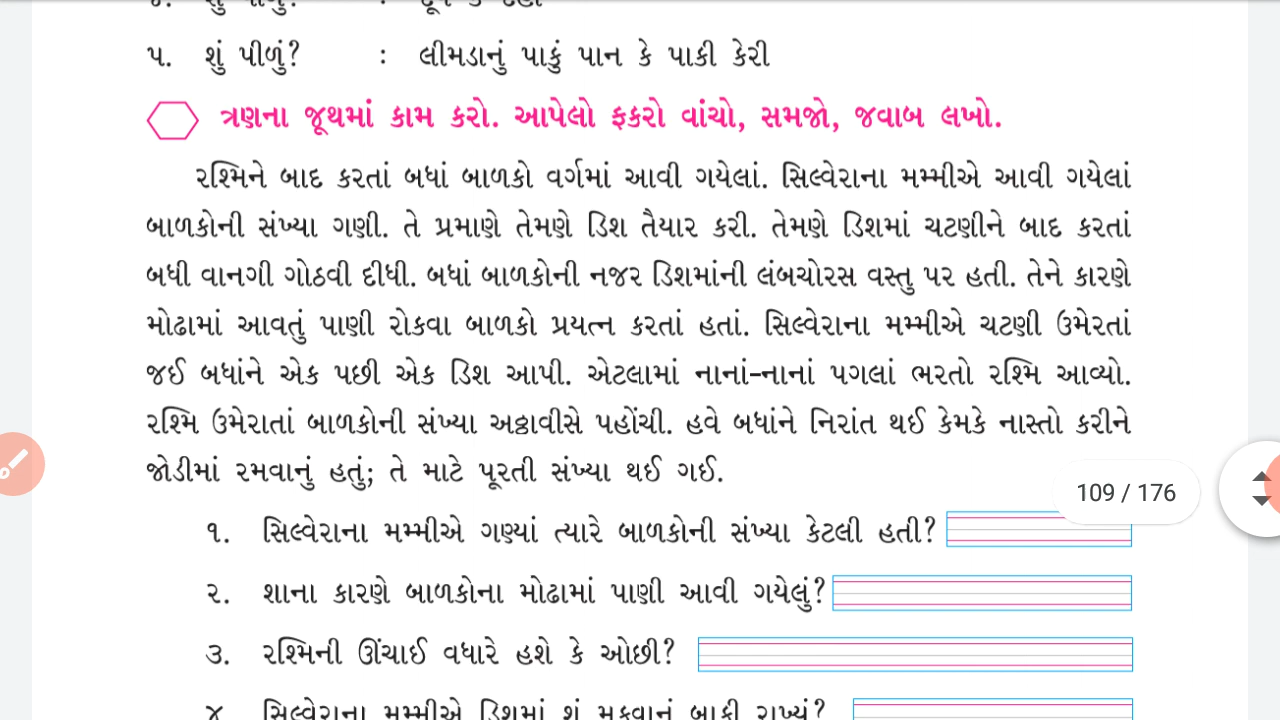 ૫. શું પીળું? : લીમડાનું પાકું પાન કે પાકી કેરી
ત્રણના જૂથમાં કામ કરો. આપેલો ફકરો વાંચો, સમજો, જવાબ લખો.
રશ્મિને બાદ કરતાં બધાં બાળકો વર્ગમાં આવી ગયેલાં. સિલ્વેરાના મમ્મીએ આવી ગયેલાં
બાળકોની સંખ્યા ગણી. તે પ્રમાણે તેમણે ડિશ તૈયાર કરી. તેમણે ડિશમાં ચટણીને બાદ કરતાં
બધી વાનગી ગોઠવી દીધી. બધાં બાળકોની નજર ડિશમાંની લંબચોરસ વસ્તુ પર હતી. તેને કારણે
મોઢામાં આવતું પાણી રોકવા બાળકો પ્રયત્ન કરતાં હતાં. સિલ્વેરાના મમ્મીએ ચટણી ઉમેરતાં
જઈ બધાંને એક પછી એક ડિશ આપી. એટલામાં નાનાં-નાનાં પગલાં ભરતો રશ્મિ આવ્યો.
રશ્મિ ઉમેરાતાં બાળકોની સંખ્યા અઠ્ઠાવીસે પહોંચી. હવે બધાંને નિરાંત થઈ કેમકે નાસ્તો કરીને
જોડીમાં રમવાનું હતું; તે માટે પૂરતી સંખ્યા થઈ ગઈ.
109 / 176
૧. સિલ્વેરાના મમ્મીએ ગણ્યાં ત્યારે બાળકોની સંખ્યા કેટલી હતી?
૨. શાના કારણે બાળકોના મોઢામાં પાણી આવી ગયેલું?
૩. રશ્મિની ઊંચાઈ વધારે હશે કે ઓછી?
૪. સિલ્વેરાના મમ્મીએ ડિશમાં શું મૂકવાનું બાકી રાખ્યું?